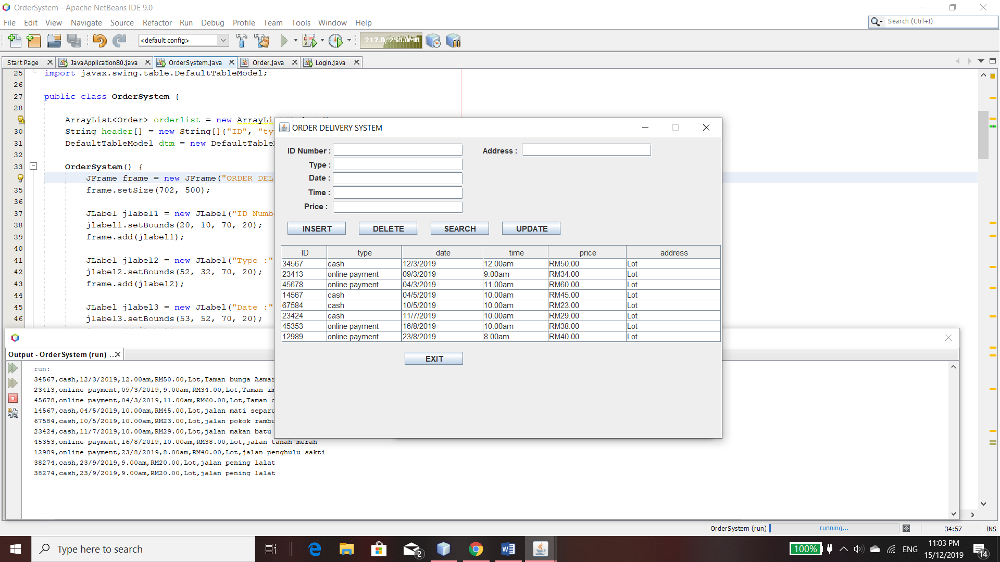 OrderSystem - Apache NetBeans IDE 9.0
File Edit View Navigate Source Refactor Run Debug Profile Team Tools Window Help
Search (Ctrl+I)
<default config>
217.0/258.0MB
Start Page JavaApplication80.java OrderSystem.java Order.java Login.java
25 import javax.swing.table.DefaultTableModel;
26
27 public class OrderSystem {
28
ArrayList<Order> orderlist = new
30 String header[] = new String[]{"ID",
31 DefaultTableModel dtm = new
32
33 OrderSystem() {
JFrame frame = new JFrame("ORDER
35 frame.setSize(702, 500);
36
37 JLabel jlabel1 = new JLabel("ID
38 jlabel1.setBounds(20, 10, 70, 20);
39 frame.add(jlabel1);
40
41 JLabel jlabel2 = new JLabel("Type :"
42 jlabel2.setBounds(52, 32, 70, 20);
43 frame.add(jlabel2);
44
45 JLabel jlabel3 = new JLabel("Date :"
46 jlabel3.setBounds(53, 52, 70, 20);
ORDER DELIVERY SYSTEM
ID Number : Address :
Type :
Date :
Time :
Price :
INSERT DELETE SEARCH UPDATE
ID type date time price address
34567 cash 12/3/2019 12.00am RM50.00 Lot
23413 online payment 09/3/2019 9.00am RM34.00 Lot
45678 online payment 04/3/2019 11.00am RM60.00 Lot
14567 cash 04/5/2019 10.00am RM45.00 Lot
67584 cash 10/5/2019 10.00am RM23.00 Lot
23424 cash 11/7/2019 10.00am RM29.00 Lot
45353 online payment 16/8/2019 10.00am RM38.00 Lot
12989 online payment 23/8/2019 8.00am RM40.00 Lot
EXIT
Output - OrderSystem (run) ..
run:
34567,cash,12/3/2019,12.00am,RM50.00,Lot,Taman bunga
23413,online payment,09/3/2019,9.00am,RM34.00,Lot,Taman
45678,online payment,04/3/2019,11.00am,RM60.00,Lot,Taman
14567,cash,04/5/2019,10.00am,RM45.00,Lot,jalan mati
67584,cash,10/5/2019,10.00am,RM23.00,Lot,jalan pokok
23424,cash,11/7/2019,10.00am,RM29.00,Lot,jalan makan batu
45353,online payment,16/8/2019,10.00am,RM38.00,Lot,jalan tanah merah
12989,online payment,23/8/2019,8.00am,RM40.00,Lot,jalan penghulu sakti
38274,cash,23/9/2019,9.00am,RM20.00,Lot,jalan pening lalat
38274,cash,23/9/2019,9.00am,RM20.00,Lot,jalan pening lalat
OrderSystem (run) running... 34:57 INS
Type here to search
2
100% ENG
11:03 PM
15/12/2019
14